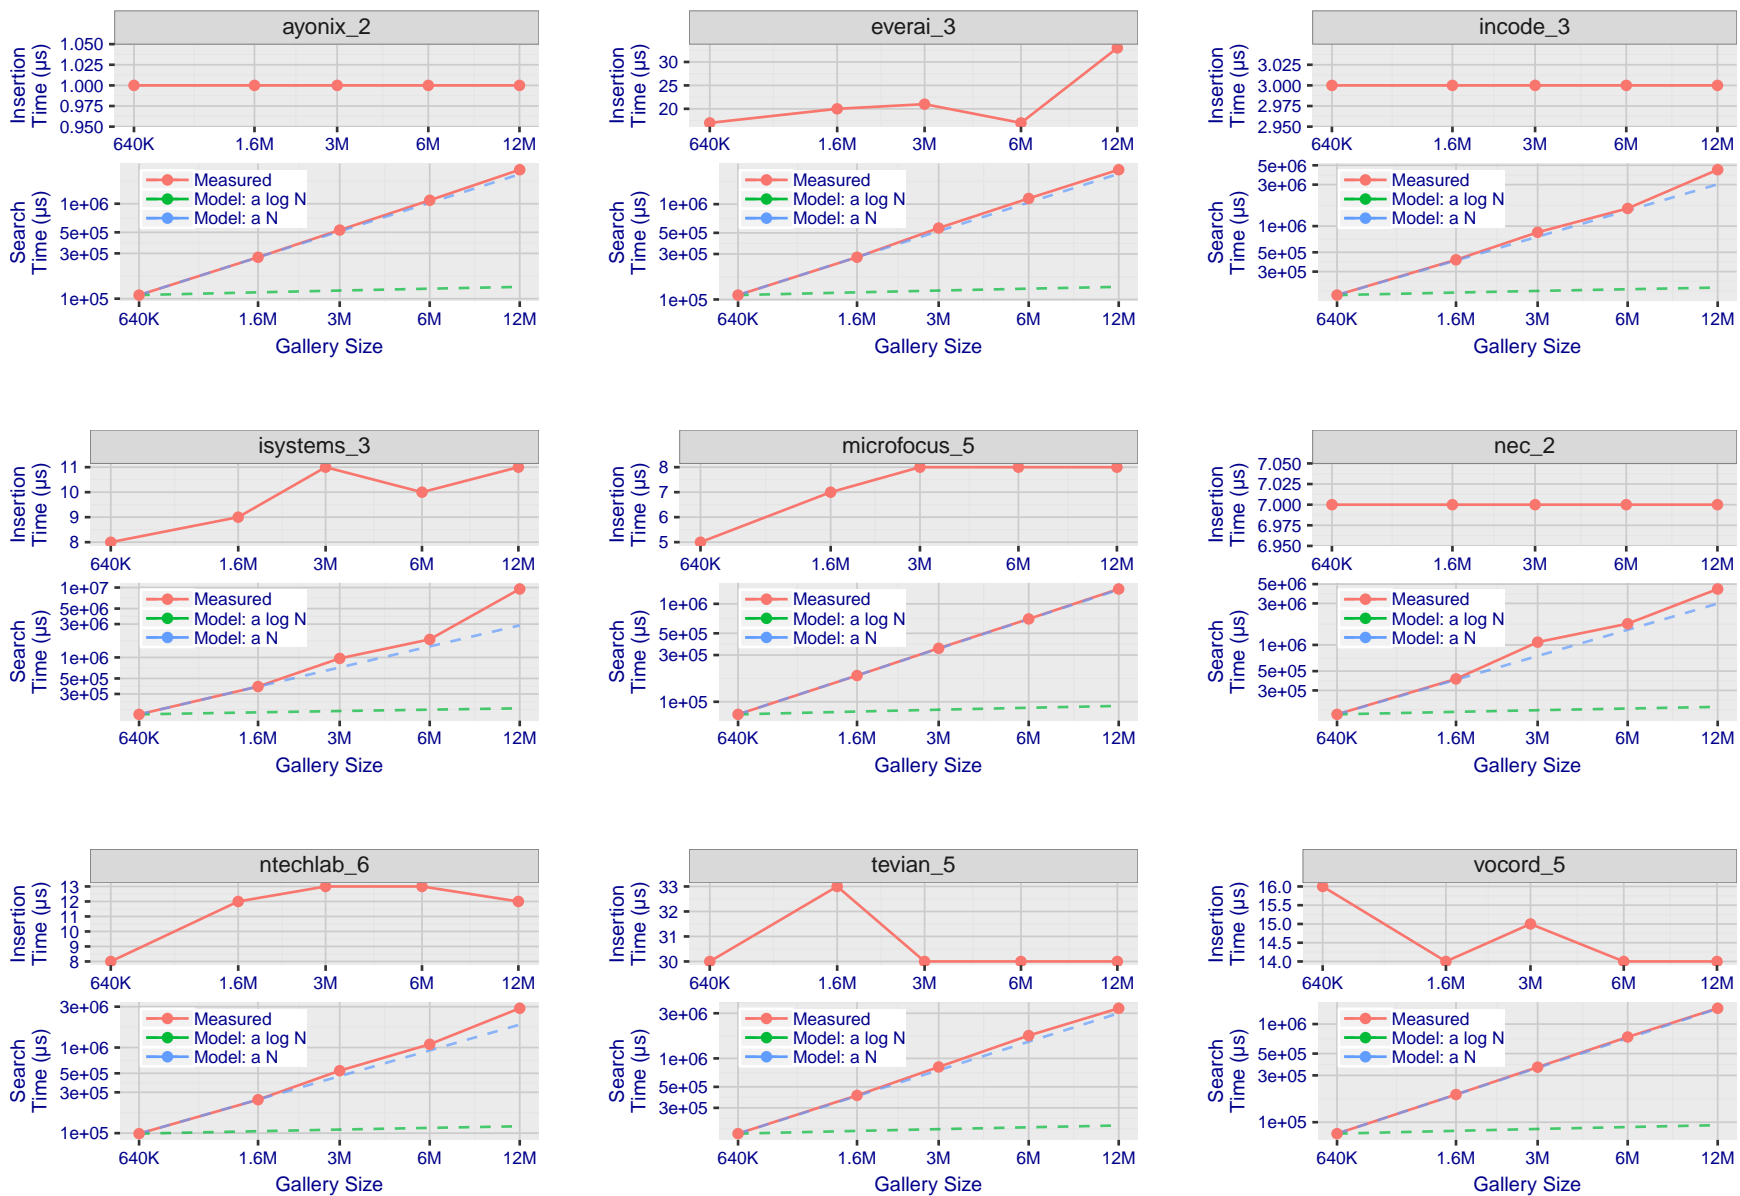 ayonix_2
Insertion
Time (µs)
1.050
1.025
1.000
0.975
0.950
640K 1.6M 3M 6M 12M
Search
Time (µs)
1e+06
5e+05
3e+05
1e+05
Measured
Model: a log N
Model: a N
640K 1.6M 3M 6M 12M
Gallery Size
everai_3
Insertion
Time (µs)
30
20
640K 1.6M 3M 6M 12M
Search
Time (µs)
1e+06
5e+05
3e+05
1e+05
Measured
Model: a log N
Model: a N
640K 1.6M 3M 6M 12M
Gallery Size
incode_3
Insertion
Time (µs)
3.025
3.000
2.975
2.950
640K 1.6M 3M 6M 12M
Search
Time (µs)
5e+06
3e+06
1e+06
5e+05
3e+05
Measured
Model: a log N
Model: a N
640K 1.6M 3M 6M 12M
Gallery Size
isystems_3
Insertion
Time (µs)
11
10
9
8
640K 1.6M 3M 6M 12M
Search
Time (µs)
1e+07
5e+06
3e+06
1e+06
5e+05
3e+05
Measured
Model: a log N
Model: a N
640K 1.6M 3M 6M 12M
Gallery Size
microfocus_5
Insertion
Time (µs)
8
7
6
5
640K 1.6M 3M 6M 12M
Search
Time (µs)
1e+06
5e+05
3e+05
1e+05
Measured
Model: a log N
Model: a N
640K 1.6M 3M 6M 12M
Gallery Size
nec_2
Insertion
Time (µs)
7.050
7.025
7.000
6.975
6.950
640K 1.6M 3M 6M 12M
Search
Time (µs)
5e+06
3e+06
1e+06
5e+05
3e+05
Measured
Model: a log N
Model: a N
640K 1.6M 3M 6M 12M
Gallery Size
ntechlab_6
Insertion
Time (µs)
13
12
11
10
9
8
640K 1.6M 3M 6M 12M
Search
Time (µs)
3e+06
1e+06
5e+05
3e+05
1e+05
Measured
Model: a log N
Model: a N
640K 1.6M 3M 6M 12M
Gallery Size
tevian_5
Insertion
Time (µs)
33
32
31
30
640K 1.6M 3M 6M 12M
Search
Time (µs)
3e+06
1e+06
5e+05
3e+05
Measured
Model: a log N
Model: a N
640K 1.6M 3M 6M 12M
Gallery Size
vocord_5
Insertion
Time (µs)
16.0
15.5
15.0
14.5
14.0
640K 1.6M 3M 6M 12M
Search
Time (µs)
1e+06
5e+05
3e+05
1e+05
Measured
Model: a log N
Model: a N
640K 1.6M 3M 6M 12M
Gallery Size